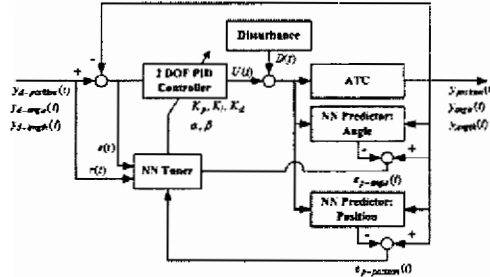 Disturbance
D(t)
-
+
2 DOF PID
Controller
U(t)
ATC
y_d-position(t)
y_d-angle(t)
y_d-length(t)
K_p, K_i, K_d
α, β
y_position(t)
y_angle(t)
y_length(t)
NN Predictor:
Angle
e(t)
r(t)
NN Tuner
-
+
e_p-angle(t)
NN Predictor:
Position
-
+
e_p-position(t)